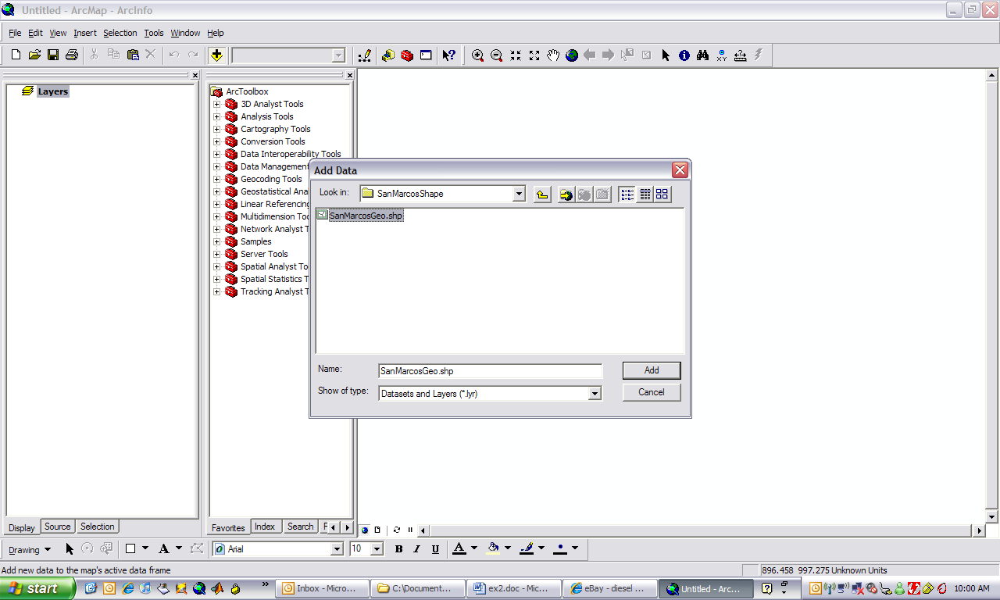 Untitled - ArcMap - ArcInfo
File Edit View Insert Selection Tools Window Help
Layers
ArcToolbox
3D Analyst Tools
Analysis Tools
Cartography Tools
Conversion Tools
Data Interoperability Tools
Data Management
Geocoding Tools
Geostatistical Ana
Linear Referencing
Multidimension Too
Network Analyst T
Samples
Server Tools
Spatial Analyst Too
Spatial Statistics T
Tracking Analyst T
Add Data
Look in: SanMarcosShape
SanMarcosGeo.shp
Name: SanMarcosGeo.shp Add
Show of type: Datasets and Layers (*.lyr) Cancel
Display Source Selection
Favorites Index Search
Drawing A Arial 10 B I U A
Add new data to the map's active data frame 896.458 997.275 Unknown Units
start Inbox - Micro... C:\Document... ex2.doc - Mic... eBay - diesel ... Untitled - Arc... 10:00 AM